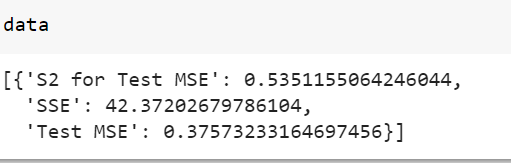 data
[{'S2 for Test MSE': 0.5351155064246044,
'SSE': 42.37202679786104,
'Test MSE': 0.37573233164697456}]